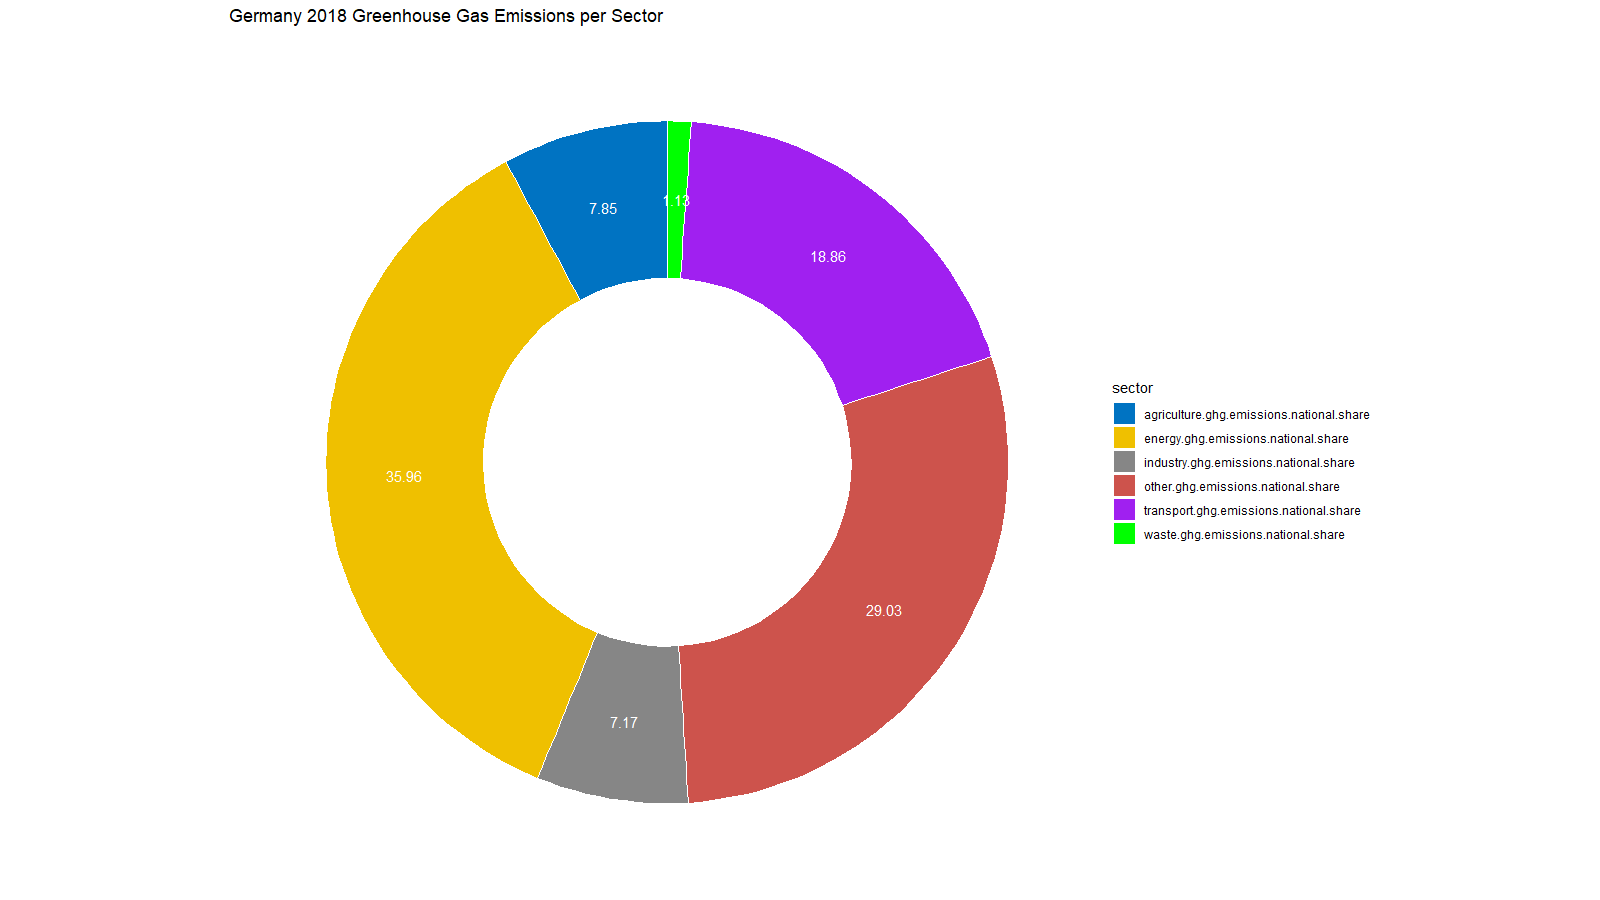 Germany 2018 Greenhouse Gas Emissions per Sector
1.13
7.85
18.86
35.96
29.03
7.17
sector
agriculture.ghg.emissions.national.share
energy.ghg.emissions.national.share
industry.ghg.emissions.national.share
other.ghg.emissions.national.share
transport.ghg.emissions.national.share
waste.ghg.emissions.national.share